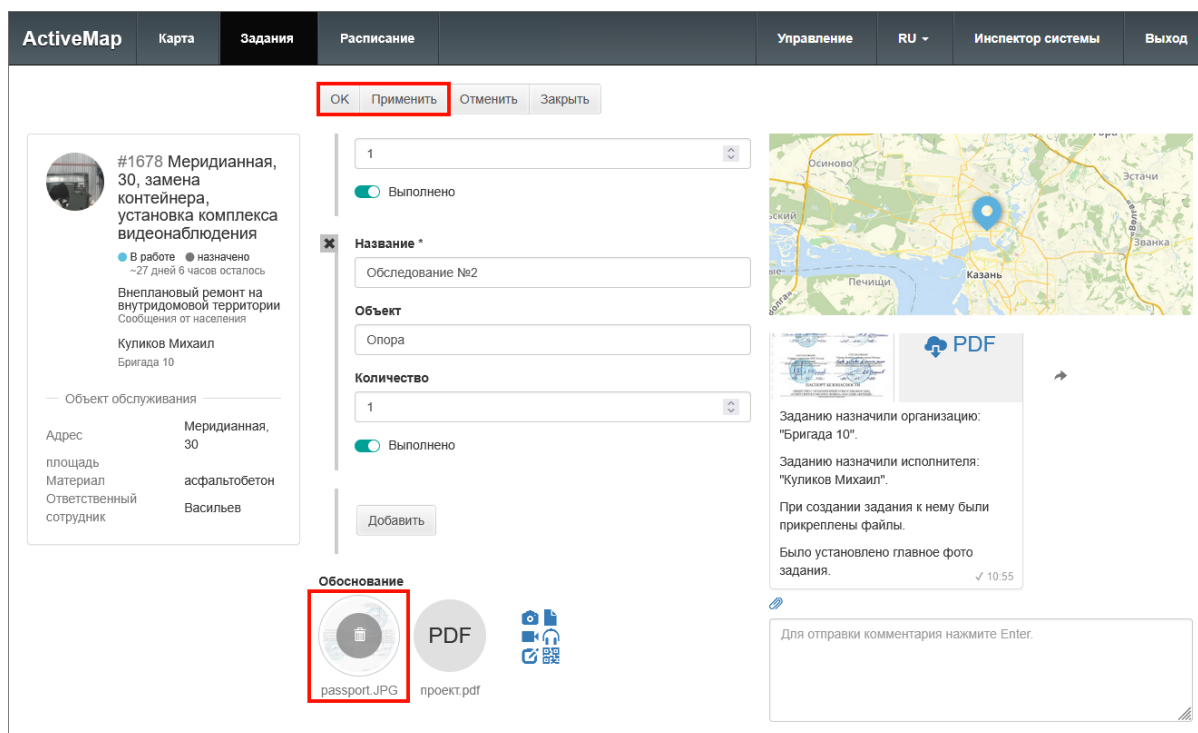 ActiveMap Карта Задания Расписание Управление RU Инспектор системы Выход
OK Применить Отменить Закрыть
#1678 Меридианная,
30, замена
контейнера,
установка комплекса
видеонаблюдения
В работе назначено
~27 дней 6 часов осталось
Внеплановый ремонт на
внутридомовой территории
Сообщения от населения
Куликов Михаил
Бригада 10
Объект обслуживания
Адрес Меридианная,
30
площадь
Материал асфальтобетон
Ответственный
сотрудник Васильев
1
Выполнено
Название *
Обследование №2
Объект
Опора
Количество
1
Выполнено
Добавить
Обоснование
PDF
passport.JPG проект.pdf
Осиново
Эстачи
Званка
Казань
Печищи
PDF
ПАСПОРТ БЕЗОПАСНОСТИ
Заданию назначили организацию:
"Бригада 10".
Заданию назначили исполнителя:
"Куликов Михаил".
При создании задания к нему были
прикреплены файлы.
Было установлено главное фото
задания.
✓ 10:55
Для отправки комментария нажмите Enter.